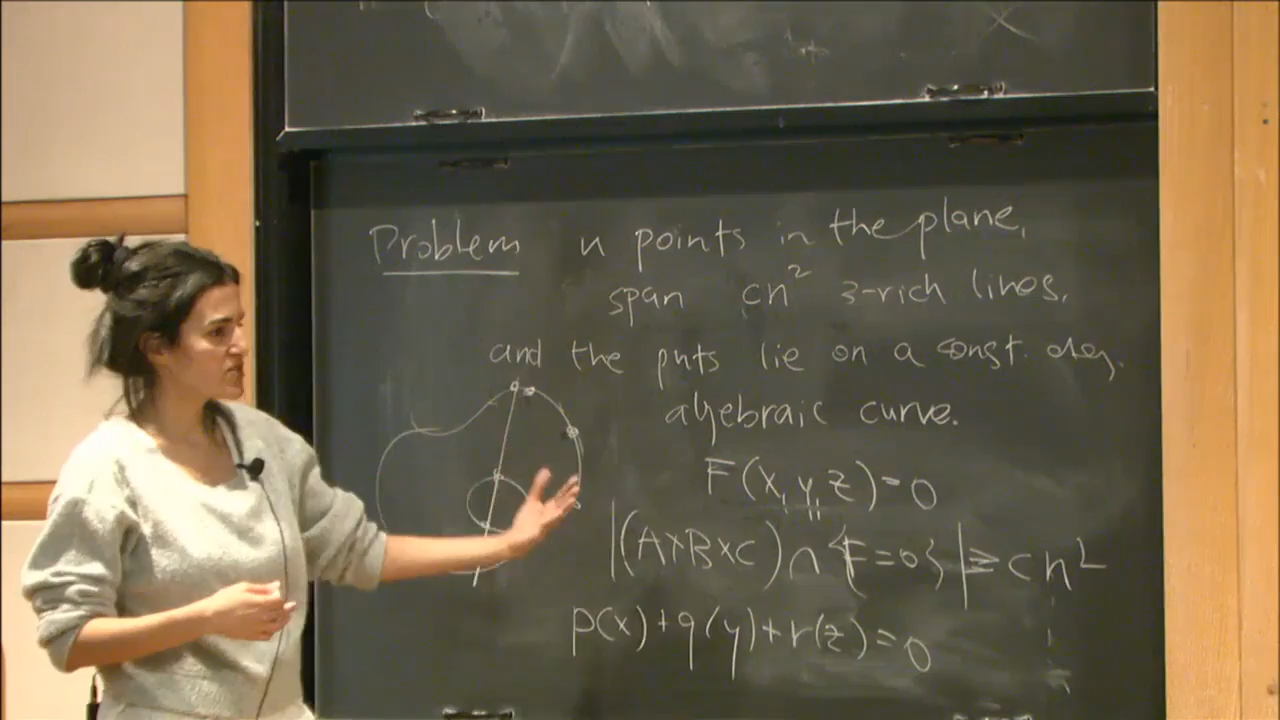 Problem n points in the plane,
span cn² 3-rich lines,
and the pnts lie on a const. deg.
algebraic curve.
F(x,y,z)=0
|(A×B×C)∩{F=0}|≥cn²
p(x)+q(y)+r(z)=0